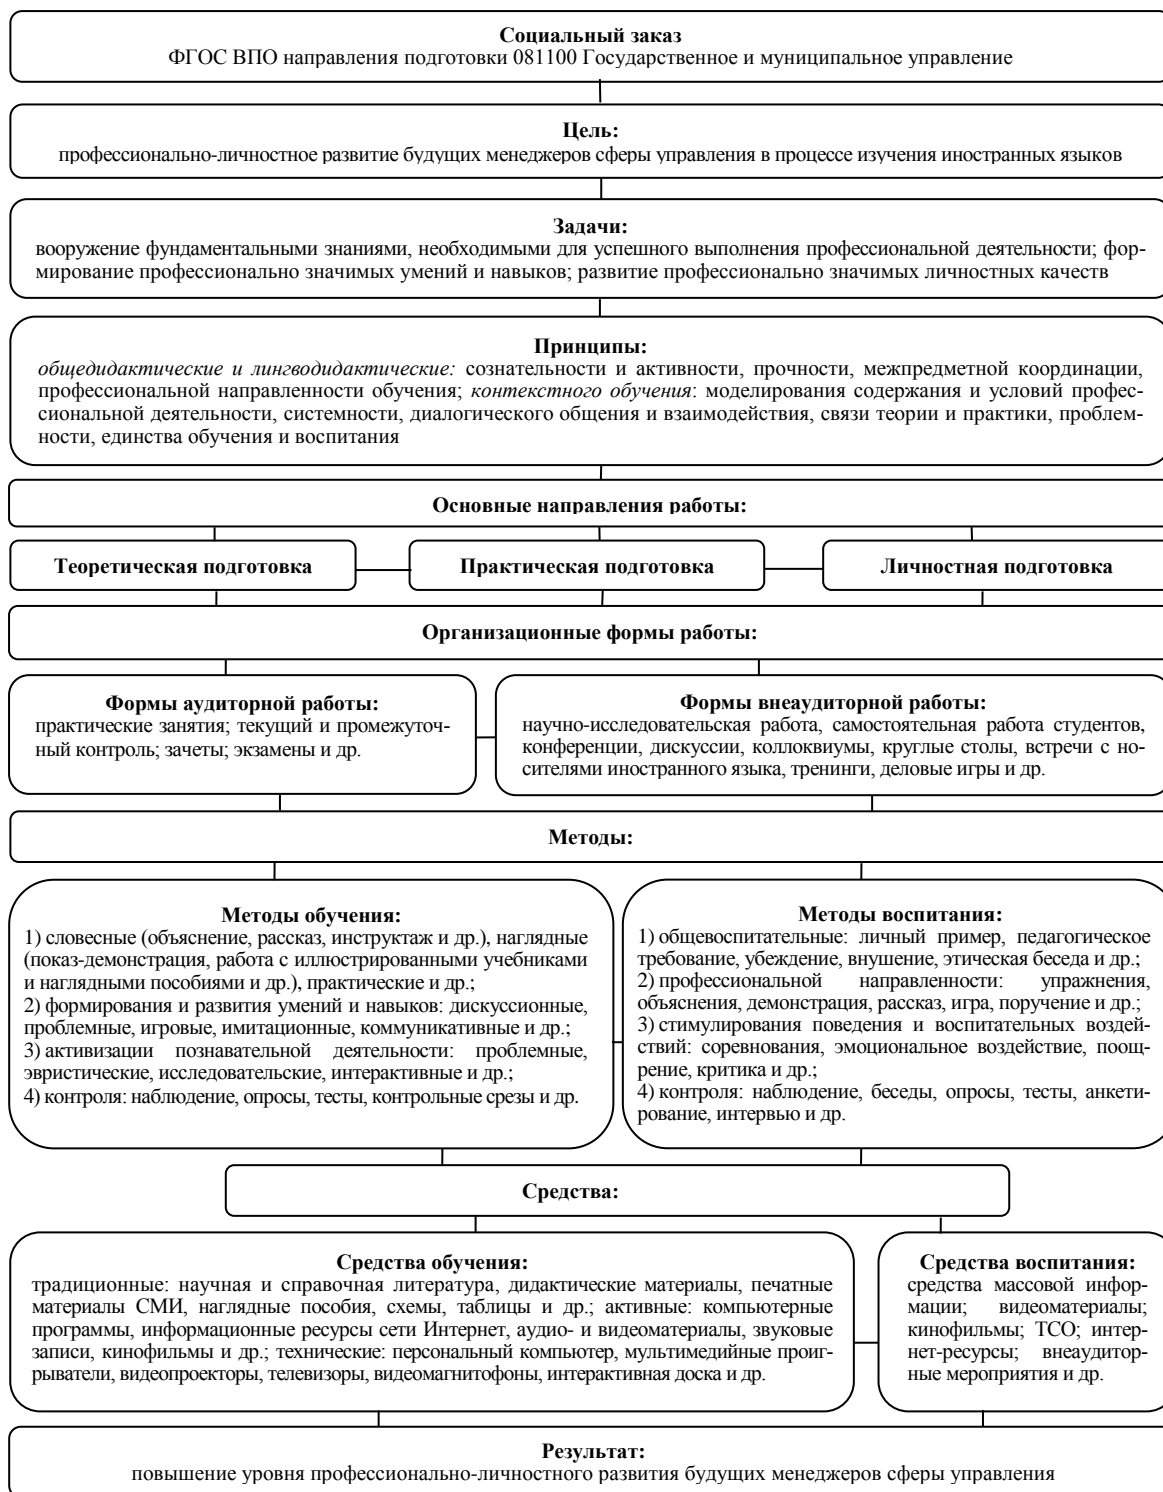 Социальный заказ
ФГОС ВПО направления подготовки 081100 Государственное и муниципальное управление
Цель:
профессионально-личностное развитие будущих менеджеров сферы управления в процессе изучения иностранных языков
Задачи:
вооружение фундаментальными знаниями, необходимыми для успешного выполнения профессиональной деятельности; фор-
мирование профессионально значимых умений и навыков; развитие профессионально значимых личностных качеств
Принципы:
общедидактические и лингводидактические: сознательности и активности, прочности, межпредметной координации,
профессиональной направленности обучения; контекстного обучения: моделирования содержания и условий профес-
сиональной деятельности, системности, диалогического общения и взаимодействия, связи теории и практики, проблем-
ности, единства обучения и воспитания
Основные направления работы:
Теоретическая подготовка
Практическая подготовка
Личностная подготовка
Организационные формы работы:
Формы аудиторной работы:
практические занятия; текущий и промежуточ-
ный контроль; зачеты; экзамены и др.
Формы внеаудиторной работы:
научно-исследовательская работа, самостоятельная работа студентов,
конференции, дискуссии, коллоквиумы, круглые столы, встречи с но-
сителями иностранного языка, тренинги, деловые игры и др.
Методы:
Методы обучения:
1) словесные (объяснение, рассказ, инструктаж и др.), наглядные
(показ-демонстрация, работа с иллюстрированными учебниками
и наглядными пособиями и др.), практические и др.;
2) формирования и развития умений и навыков: дискуссионные,
проблемные, игровые, имитационные, коммуникативные и др.;
3) активизации познавательной деятельности: проблемные,
эвристические, исследовательские, интерактивные и др.;
4) контроля: наблюдение, опросы, тесты, контрольные срезы и др.
Методы воспитания:
1) общевоспитательные: личный пример, педагогическое
требование, убеждение, внушение, этическая беседа и др.;
2) профессиональной направленности: упражнения,
объяснения, демонстрация, рассказ, игра, поручение и др.;
3) стимулирования поведения и воспитательных воздей-
ствий: соревнования, эмоциональное воздействие, поощ-
рение, критика и др.;
4) контроля: наблюдение, беседы, опросы, тесты, анкети-
рование, интервью и др.
Средства:
Средства обучения:
традиционные: научная и справочная литература, дидактические материалы, печатные
материалы СМИ, наглядные пособия, схемы, таблицы и др.; активные: компьютерные
программы, информационные ресурсы сети Интернет, аудио- и видеоматериалы, звуковые
записи, кинофильмы и др.; технические: персональный компьютер, мультимедийные проиг-
рыватели, видеопроекторы, телевизоры, видеомагнитофоны, интерактивная доска и др.
Средства воспитания:
средства массовой инфор-
мации; видеоматериалы;
кинофильмы; ТСО; интер-
нет-ресурсы; внеаудитор-
ные мероприятия и др.
Результат:
повышение уровня профессионально-личностного развития будущих менеджеров сферы управления